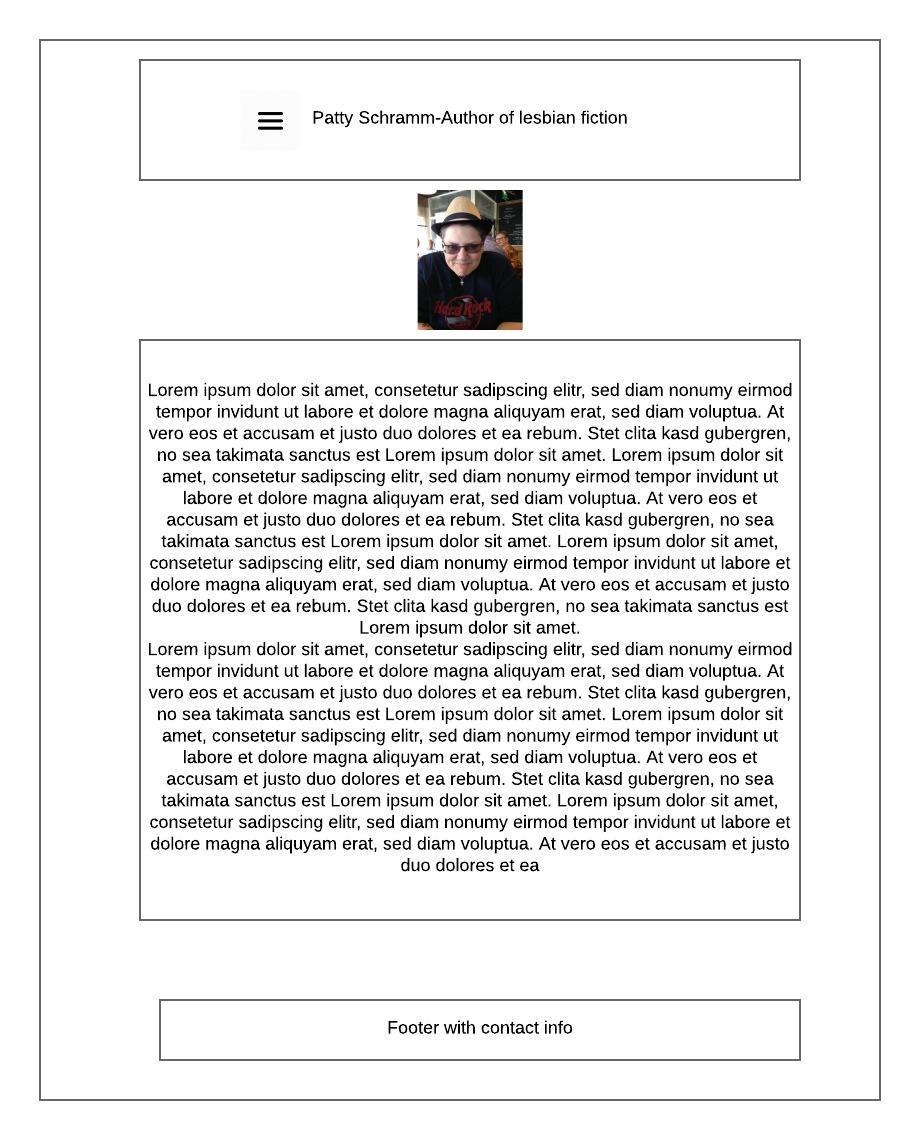 Patty Schramm-Author of lesbian fiction
Hard Rock
Lorem ipsum dolor sit amet, consetetur sadipscing elitr, sed diam nonumy eirmod
tempor invidunt ut labore et dolore magna aliquyam erat, sed diam voluptua. At
vero eos et accusam et justo duo dolores et ea rebum. Stet clita kasd gubergren,
no sea takimata sanctus est Lorem ipsum dolor sit amet. Lorem ipsum dolor sit
amet, consetetur sadipscing elitr, sed diam nonumy eirmod tempor invidunt ut
labore et dolore magna aliquyam erat, sed diam voluptua. At vero eos et
accusam et justo duo dolores et ea rebum. Stet clita kasd gubergren, no sea
takimata sanctus est Lorem ipsum dolor sit amet. Lorem ipsum dolor sit amet,
consetetur sadipscing elitr, sed diam nonumy eirmod tempor invidunt ut labore et
dolore magna aliquyam erat, sed diam voluptua. At vero eos et accusam et justo
duo dolores et ea rebum. Stet clita kasd gubergren, no sea takimata sanctus est
Lorem ipsum dolor sit amet.
Lorem ipsum dolor sit amet, consetetur sadipscing elitr, sed diam nonumy eirmod
tempor invidunt ut labore et dolore magna aliquyam erat, sed diam voluptua. At
vero eos et accusam et justo duo dolores et ea rebum. Stet clita kasd gubergren,
no sea takimata sanctus est Lorem ipsum dolor sit amet. Lorem ipsum dolor sit
amet, consetetur sadipscing elitr, sed diam nonumy eirmod tempor invidunt ut
labore et dolore magna aliquyam erat, sed diam voluptua. At vero eos et
accusam et justo duo dolores et ea rebum. Stet clita kasd gubergren, no sea
takimata sanctus est Lorem ipsum dolor sit amet. Lorem ipsum dolor sit amet,
consetetur sadipscing elitr, sed diam nonumy eirmod tempor invidunt ut labore et
dolore magna aliquyam erat, sed diam voluptua. At vero eos et accusam et justo
duo dolores et ea
Footer with contact info